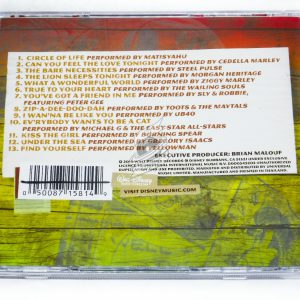 1. CIRCLE OF LIFE PERFORMED BY MATISYAHU
2. CAN YOU FEEL THE LOVE TONIGHT PERFORMED BY CEDELLA MARLEY
3. THE BARE NECESSITIES PERFORMED BY STEEL PULSE
4. THE LION SLEEPS TONIGHT PERFORMED BY MORGAN HERITAGE
5. WHAT A WONDERFUL WORLD PERFORMED BY ZIGGY MARLEY
6. TRUE TO YOUR HEART PERFORMED BY THE WAILING SOULS
7. YOU'VE GOT A FRIEND IN ME PERFORMED BY SLY & ROBBIE,
FEATURING PETER GEE
8. ZIP-A-DEE-DOO-DAH PERFORMED BY TOOTS & THE MAYTALS
9. I WANNA BE LIKE YOU PERFORMED BY UB40
10. EV'RYBODY WANTS TO BE A CAT
PERFORMED BY MICHAEL G & THE EASY STAR ALL-STARS
11. KISS THE GIRL PERFORMED BY BURNING SPEAR
12. UNDER THE SEA PERFORMED BY GREGORY ISAACS
13. FIND YOURSELF PERFORMED BY YELLOWMAN
EXECUTIVE PRODUCER: BRIAN MALOUF
VISIT DISNEYMUSIC.COM
0 50087 15814 9